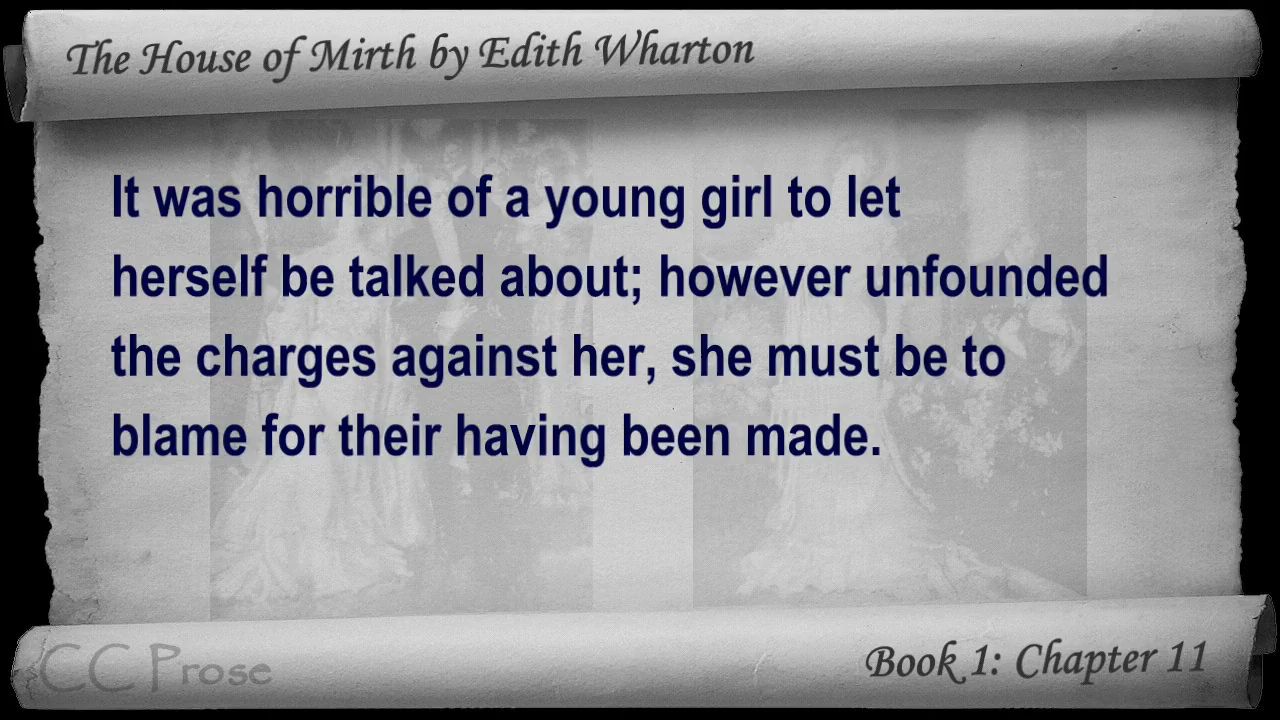 The House of Mirth by Edith Wharton
It was horrible of a young girl to let
herself be talked about; however unfounded
the charges against her, she must be to
blame for their having been made.
CC Prose
Book 1: Chapter 11